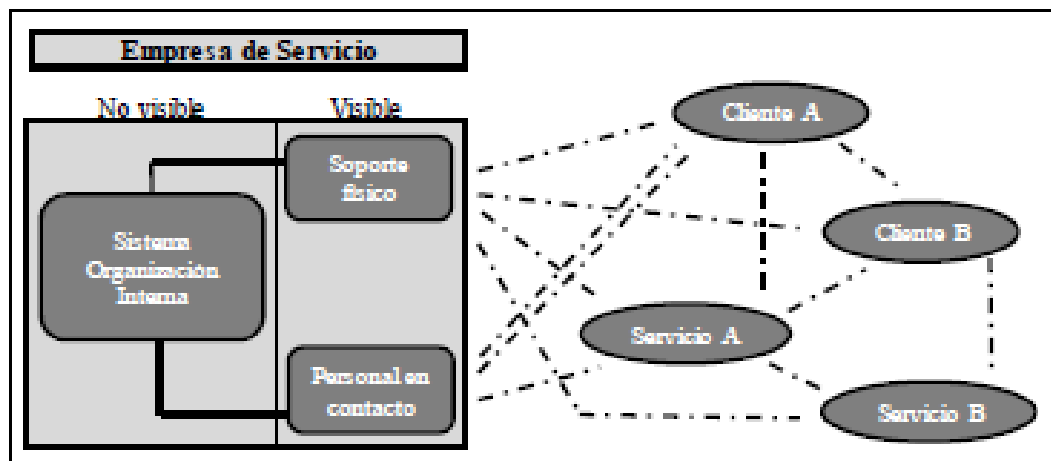 Empresa de Servicio
No visible
Visible
Soporte
físico
Sistema
Organización
Interna
Personal en
contacto
Cliente A
Cliente B
Servicio A
Servicio B